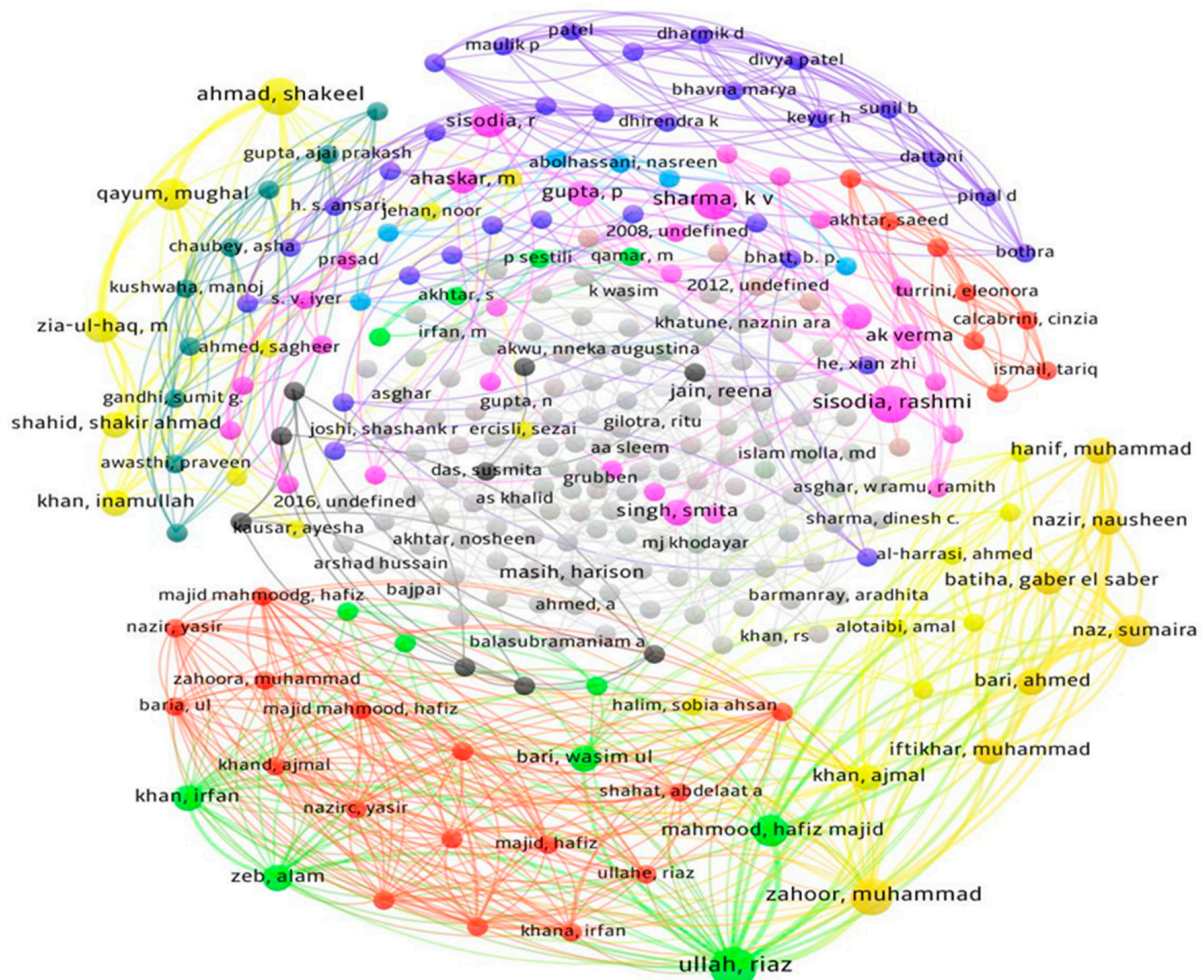 patel
dharmik d
maulik p
divya patel
ahmad, shakeel
bhavna marya
sunil b
keyur h
sisodia, r
dhirendra k
gupta, ajai prakash
abolhassani, nasreen
dattani
ahaskar, m
qayum, mughal
gupta, p
sharma, k v
pinal d
h. s. ansari
jehan, noor
akhtar, saeed
2008, undefined
chaubey, asha
p sestili
qamar, m
bhatt, b. p.
bothra
prasad
kushwaha, manoj
s. v. iyer
akhtar, s
k wasim
2012, undefined
turrini, eleonora
zia-ul-haq, m
irfan, m
khatune, naznin ara
calcabrini, cinzia
ak verma
ahmed, sagheer
akwu, nneka augustina
he, xian zhi
ismail, tariq
jain, reena
gandhi, sumit g.
asghar
gupta, n
sisodia, rashmi
shahid, shakir ahmad
joshi, shashank r
ercisli, sezai
gilotra, ritu
aa sleem
islam molla, md
hanif, muhammad
awasthi, praveen
das, susmita
grubben
khan, inamullah
2016, undefined
as khalid
asghar, w
ramu, ramith
singh, smita
sharma, dinesh c.
nazir, nausheen
kausar, ayesha
akhtar, nosheen
mj khodayar
al-harrasi, ahmed
arshad hussain
masih, harison
batiha, gaber el saber
majid mahmoodg, hafiz
bajpai
ahmed, a
barmanray, aradhita
nazir, yasir
balasubramaniam a
khan, rs
alotaibi, amal
naz, sumaira
zahoora, muhammad
bari, ahmed
baria, ul
majid mahmood, hafiz
halim, sobia ahsan
iftikhar, muhammad
khand, ajmal
bari, wasim ul
khan, ajmal
khan, irfan
nazirc, yasir
shahat, abdelaat a
mahmood, hafiz majid
majid, hafiz
zeb, alam
ullahe, riaz
zahoor, muhammad
khana, irfan
ullah, riaz